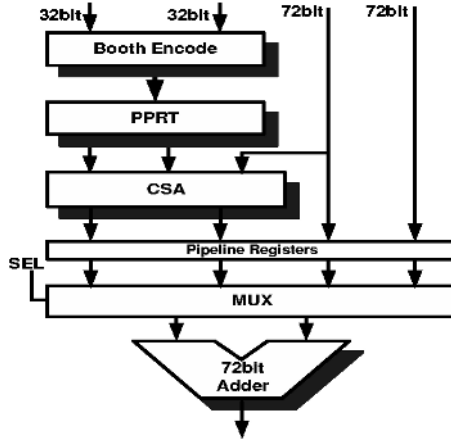 32bit 32bit 72bit 72bit
Booth Encode
PPRT
CSA
Pipeline Registers
SEL
MUX
72bit
Adder